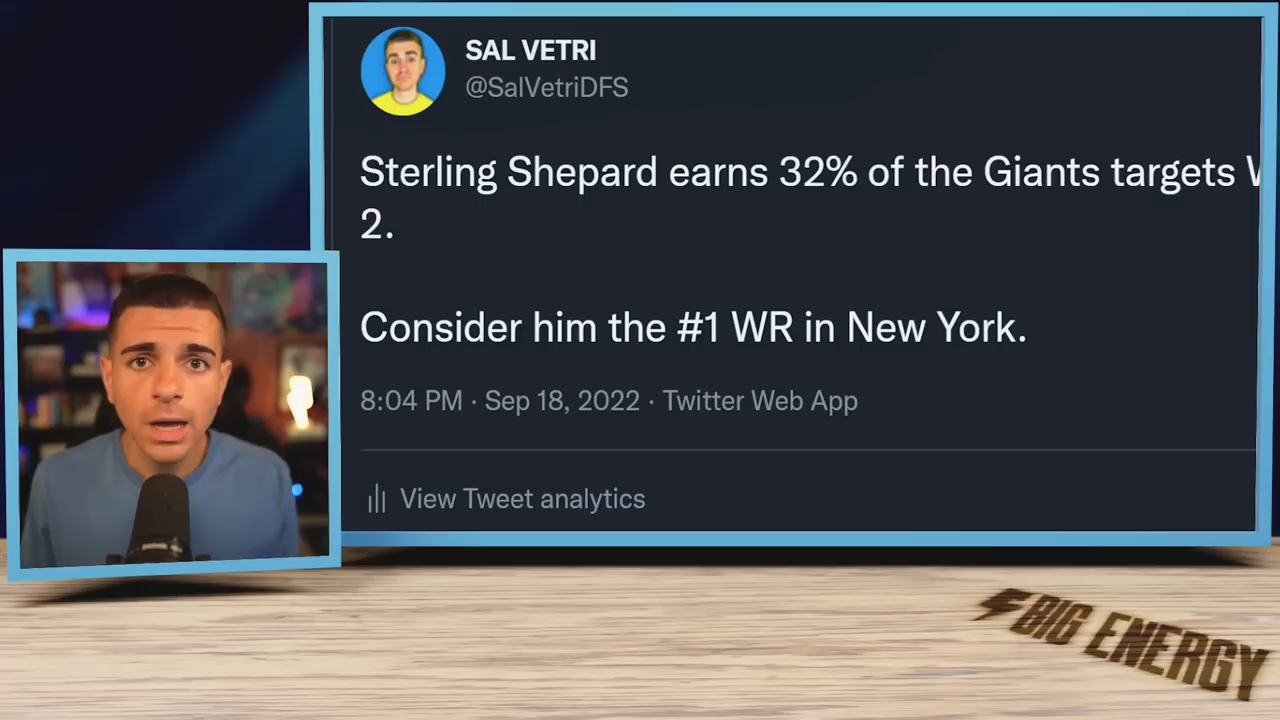 SAL VETRI
@SalVetriDFS
Sterling Shepard earns 32% of the Giants targets
2.
Consider him the #1 WR in New York.
8:04 PM · Sep 18, 2022 · Twitter Web App
View Tweet analytics
BIG ENERGY